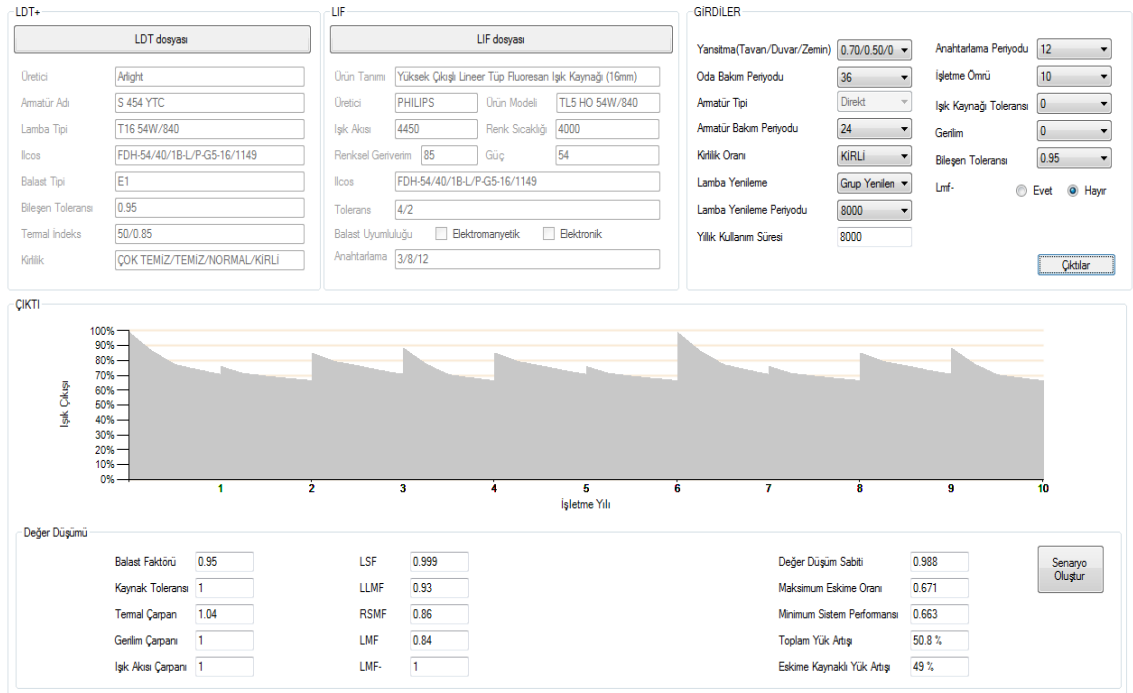 LDT+
LDT dosyası
Üretici Arlight
Armatür Adı S 454 YTC
Lamba Tipi T16 54W/840
Ilcos FDH-54/40/1B-L/P-G5-16/1149
Balast Tipi E1
Bileşen Toleransı 0.95
Termal İndeks 50/0.85
Kirlilik ÇOK TEMİZ/TEMİZ/NORMAL/KİRLİ
LIF
LIF dosyası
Ürün Tanımı Yüksek Çıkışlı Lineer Tüp Fluoresan Işık Kaynağı (16mm)
Üretici PHILIPS Ürün Modeli TL5 HO 54W/840
Işık Akısı 4450 Renk Sıcaklığı 4000
Renksel Geriverim 85 Güç 54
Ilcos FDH-54/40/1B-L/P-G5-16/1149
Tolerans 4/2
Balast Uyumluluğu Elektromanyetik Elektronik
Anahtarlama 3/8/12
GİRDİLER
Yansıtma(Tavan/Duvar/Zemin) 0.70/0.50/0
Oda Bakım Periyodu 36
Armatür Tipi Direkt
Armatür Bakım Periyodu 24
Kirlilik Oranı KİRLİ
Lamba Yenileme Grup Yenilen
Lamba Yenileme Periyodu 8000
Yıllık Kullanım Süresi 8000
Anahtarlama Periyodu 12
İşletme Ömrü 10
Işık Kaynağı Toleransı 0
Gerilim 0
Bileşen Toleransı 0.95
Lmf- Evet Hayır
Çıktılar
ÇIKTI
100%
90%
80%
70%
60%
50%
40%
30%
20%
10%
0%
Işık Çıkışı
1 2 3 4 5 6 7 8 9 10
İşletme Yılı
Değer Düşümü
Balast Faktörü 0.95
Kaynak Toleransı 1
Termal Çarpan 1.04
Gerilim Çarpanı 1
Işık Akısı Çarpanı 1
LSF 0.999
LLMF 0.93
RSMF 0.86
LMF 0.84
LMF- 1
Değer Düşüm Sabiti 0.988
Maksimum Eskime Oranı 0.671
Minimum Sistem Performansı 0.663
Toplam Yük Artışı 50.8 %
Eskime Kaynaklı Yük Artışı 49 %
Senaryo
Oluştur